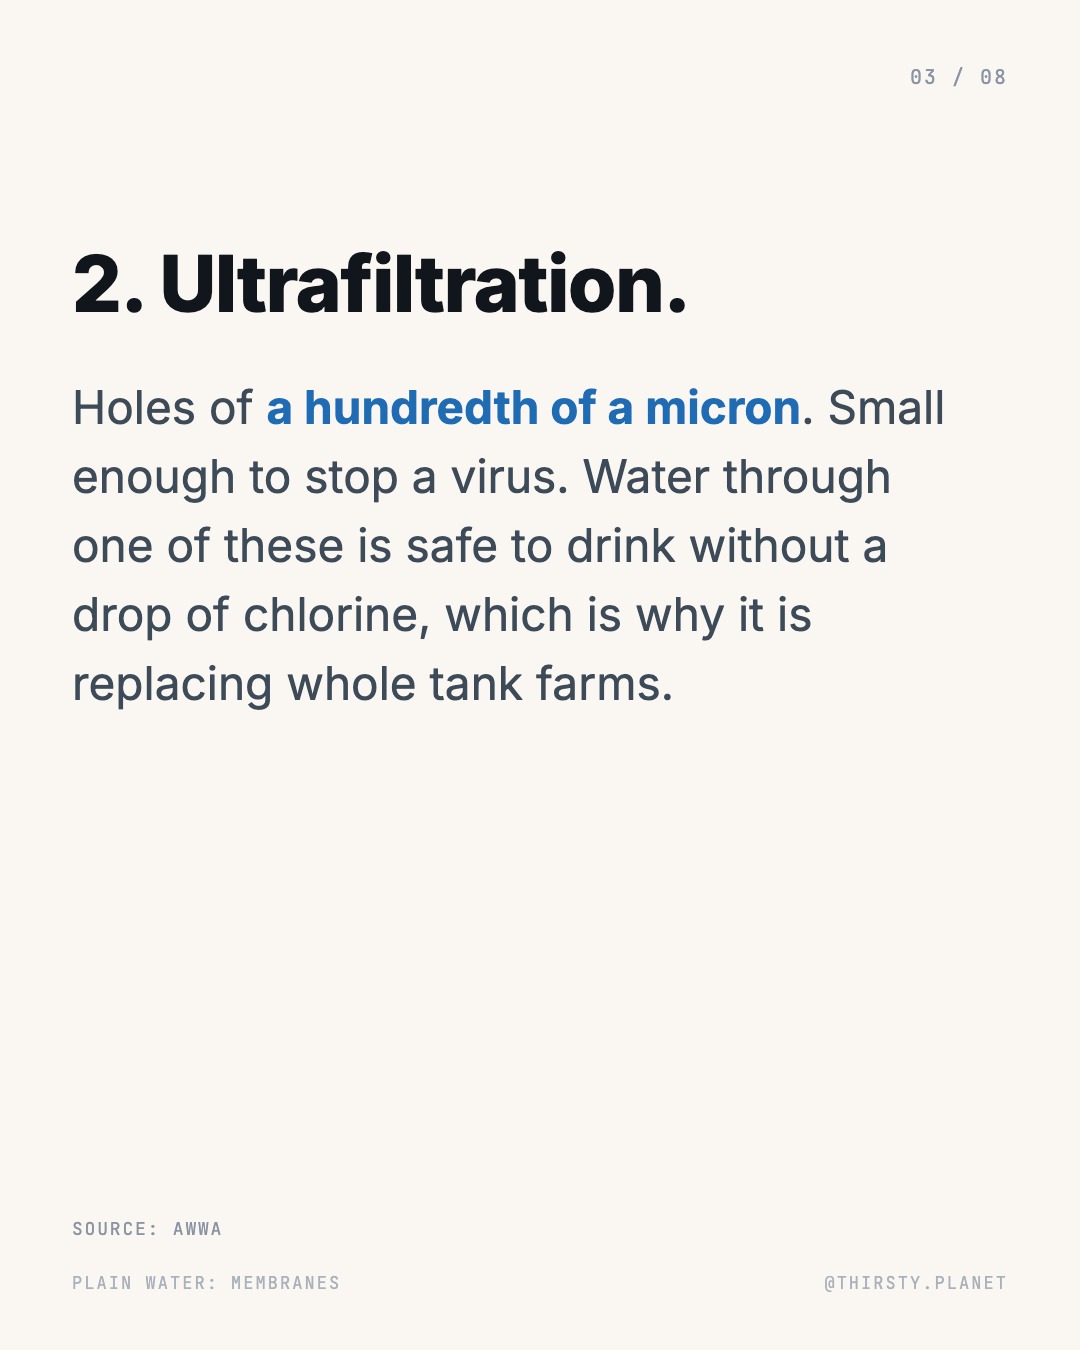 03 / 08
2. Ultrafiltration.
Holes of a hundredth of a micron. Small
enough to stop a virus. Water through
one of these is safe to drink without a
drop of chlorine, which is why it is
replacing whole tank farms.
SOURCE: AWWA
PLAIN WATER: MEMBRANES
@THIRSTY.PLANET